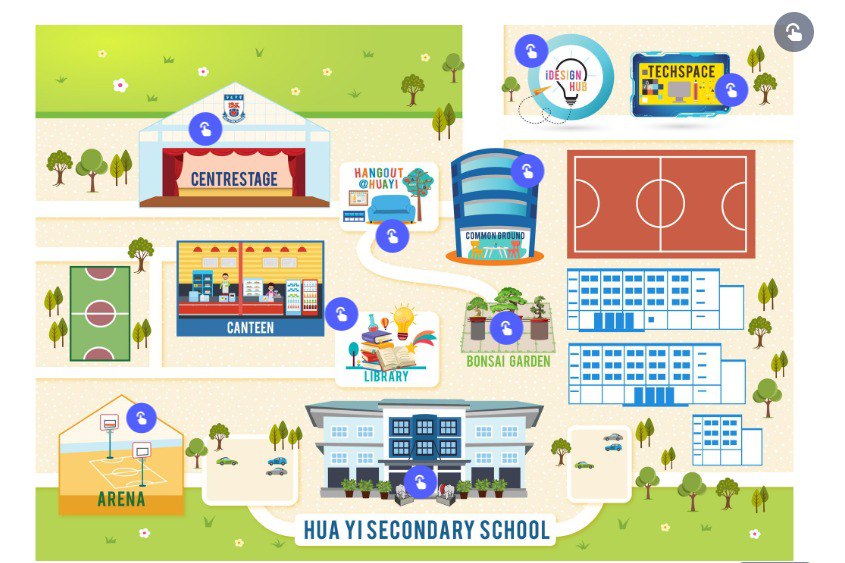 iDESIGN
HUB
TECHSPACE
CENTRESTAGE
HANGOUT
@HUAYI
COMMON GROUND
CANTEEN
LIBRARY
BONSAI GARDEN
ARENA
HUA YI SECONDARY SCHOOL